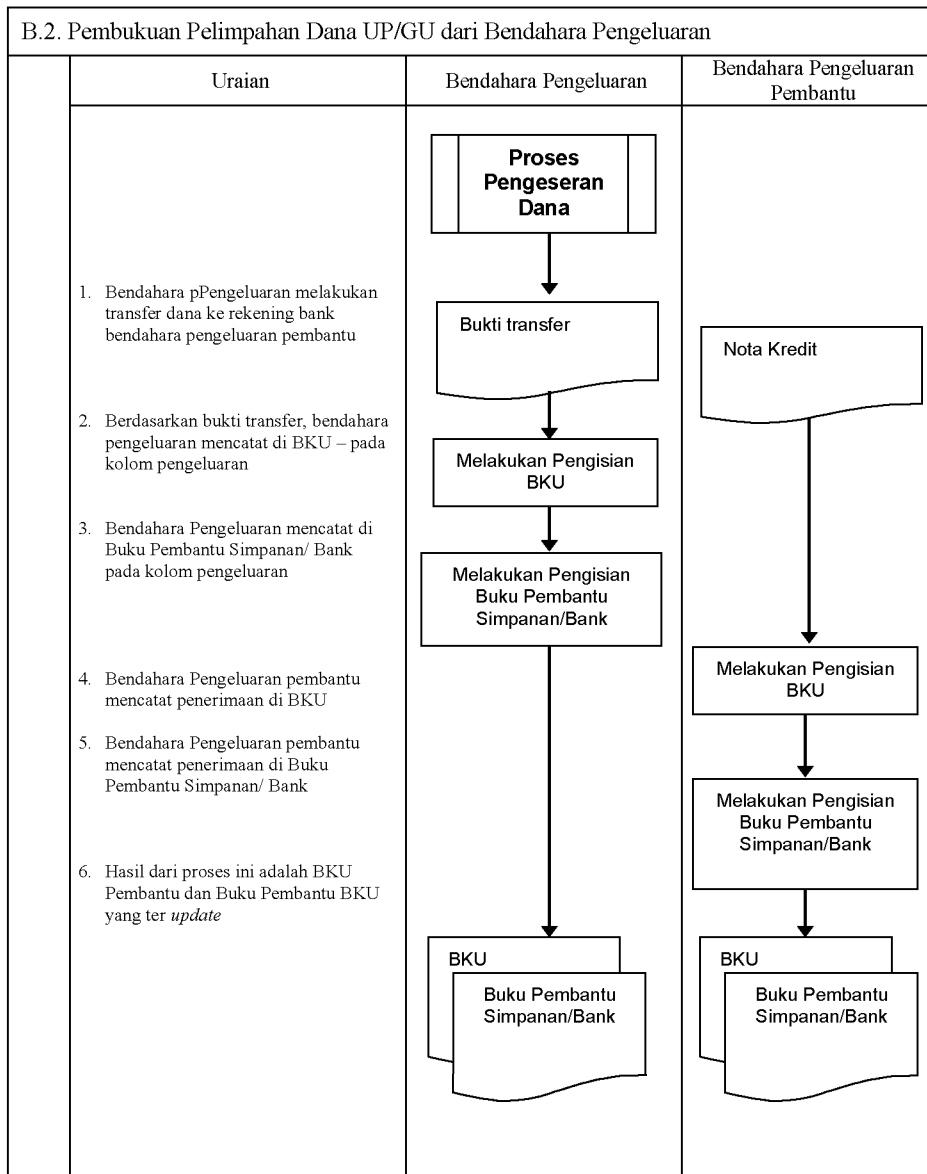 B.2. Pembukuan Pelimpahan Dana UP/GU dari Bendahara Pengeluaran
Uraian
Bendahara Pengeluaran
Bendahara Pengeluaran
Pembantu
1. Bendahara pPengeluaran melakukan
transfer dana ke rekening bank
bendahara pengeluaran pembantu
2. Berdasarkan bukti transfer, bendahara
pengeluaran mencatat di BKU – pada
kolom pengeluaran
3. Bendahara Pengeluaran mencatat di
Buku Pembantu Simpanan/ Bank
pada kolom pengeluaran
4. Bendahara Pengeluaran pembantu
mencatat penerimaan di BKU
5. Bendahara Pengeluaran pembantu
mencatat penerimaan di Buku
Pembantu Simpanan/ Bank
6. Hasil dari proses ini adalah BKU
Pembantu dan Buku Pembantu BKU
yang ter update
Proses
Pengeseran
Dana
Bukti transfer
Melakukan Pengisian
BKU
Melakukan Pengisian
Buku Pembantu
Simpanan/Bank
BKU
Buku Pembantu
Simpanan/Bank
Nota Kredit
Melakukan Pengisian
BKU
Melakukan Pengisian
Buku Pembantu
Simpanan/Bank
BKU
Buku Pembantu
Simpanan/Bank